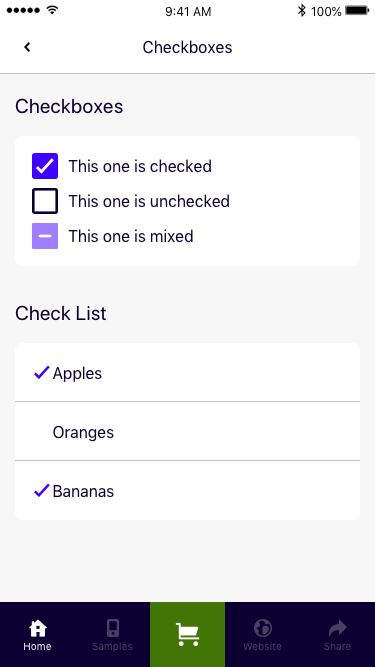 9:41 AM
100%
Checkboxes
Checkboxes
This one is checked
This one is unchecked
This one is mixed
Check List
Apples
Oranges
Bananas
Home
Samples
Website
Share